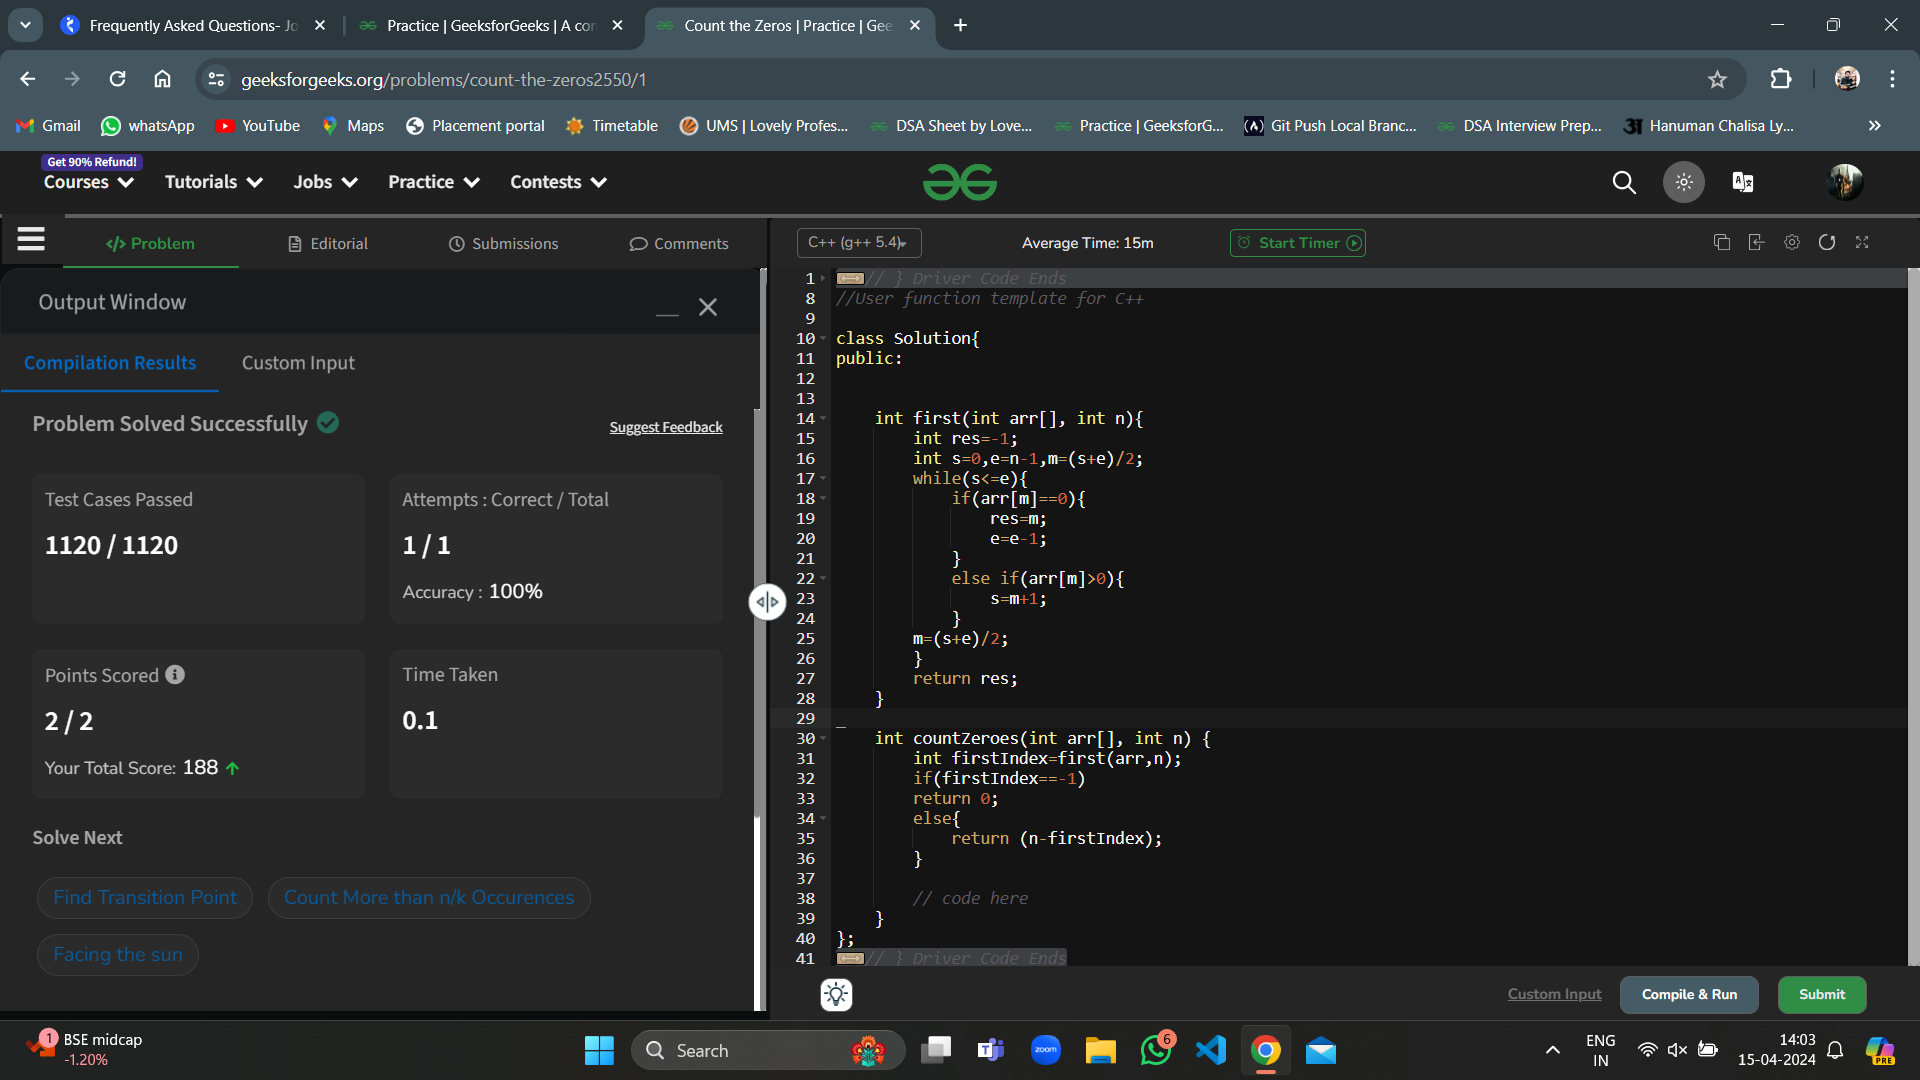 Frequently Asked Questions- Jo
Practice | GeeksforGeeks | A con
Count the Zeros | Practice | Gee
geeksforgeeks.org/problems/count-the-zeros2550/1
Gmail
whatsApp
YouTube
Maps
Placement portal
Timetable
UMS | Lovely Profes...
DSA Sheet by Love...
Practice | GeeksforG...
Git Push Local Branc...
DSA Interview Prep...
Hanuman Chalisa Ly...
Get 90% Refund!
Courses
Tutorials
Jobs
Practice
Contests
</> Problem
Editorial
Submissions
Comments
Output Window
Compilation Results
Custom Input
Problem Solved Successfully
Suggest Feedback
Test Cases Passed
1120 / 1120
Attempts : Correct / Total
1 / 1
Accuracy : 100%
Points Scored
2 / 2
Your Total Score: 188
Time Taken
0.1
Solve Next
Find Transition Point
Count More than n/k Occurences
Facing the sun
C++ (g++ 5.4)
Average Time: 15m
Start Timer
1 // } Driver Code Ends
8 //User function template for C++
9
10 class Solution{
11 public:
12
13
14 int first(int arr[], int n){
15 int res=-1;
16 int s=0,e=n-1,m=(s+e)/2;
17 while(s<=e){
18 if(arr[m]==0){
19 res=m;
20 e=e-1;
21 }
22 else if(arr[m]>0){
23 s=m+1;
24 }
25 m=(s+e)/2;
26 }
27 return res;
28 }
29
30 int countZeroes(int arr[], int n) {
31 int firstIndex=first(arr,n);
32 if(firstIndex==-1)
33 return 0;
34 else{
35 return (n-firstIndex);
36 }
37
38 // code here
39 }
40 };
41 // } Driver Code Ends
Custom Input
Compile & Run
Submit
1
BSE midcap
-1.20%
Search
zoom
6
ENG
IN
14:03
15-04-2024
PRE